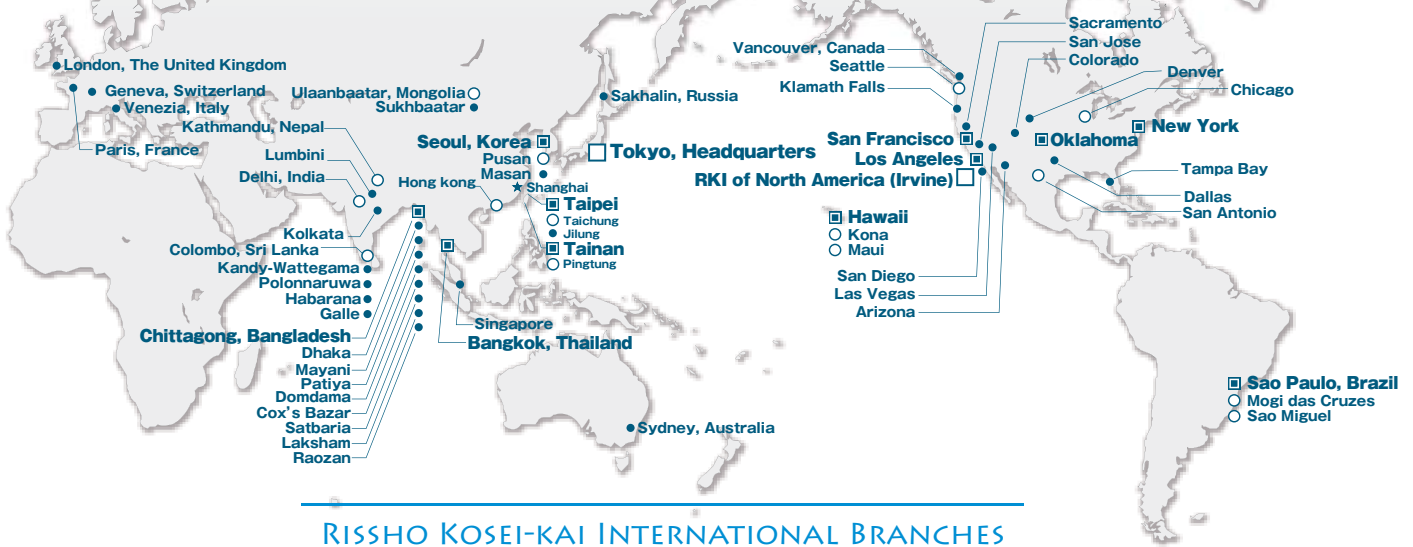 London, The United Kingdom
Geneva, Switzerland
Venezia, Italy
Paris, France
Ulaanbaatar, Mongolia
Sukhbaatar
Kathmandu, Nepal
Lumbini
Delhi, India
Sakhalin, Russia
Seoul, Korea
Pusan
Masan
Tokyo, Headquarters
Hong kong
Shanghai
Taipei
Taichung
Jilung
Tainan
Pingtung
Kolkata
Colombo, Sri Lanka
Kandy-Wattegama
Polonnaruwa
Habarana
Galle
Chittagong, Bangladesh
Dhaka
Mayani
Patiya
Domdama
Cox's Bazar
Satbaria
Laksham
Raozan
Singapore
Bangkok, Thailand
Sydney, Australia
Vancouver, Canada
Seattle
Klamath Falls
San Francisco
Los Angeles
RKI of North America (Irvine)
Hawaii
Kona
Maui
San Diego
Las Vegas
Arizona
Sacramento
San Jose
Colorado
Denver
Chicago
New York
Oklahoma
Tampa Bay
Dallas
San Antonio
Sao Paulo, Brazil
Mogi das Cruzes
Sao Miguel
Rissho Kosei-kai International Branches